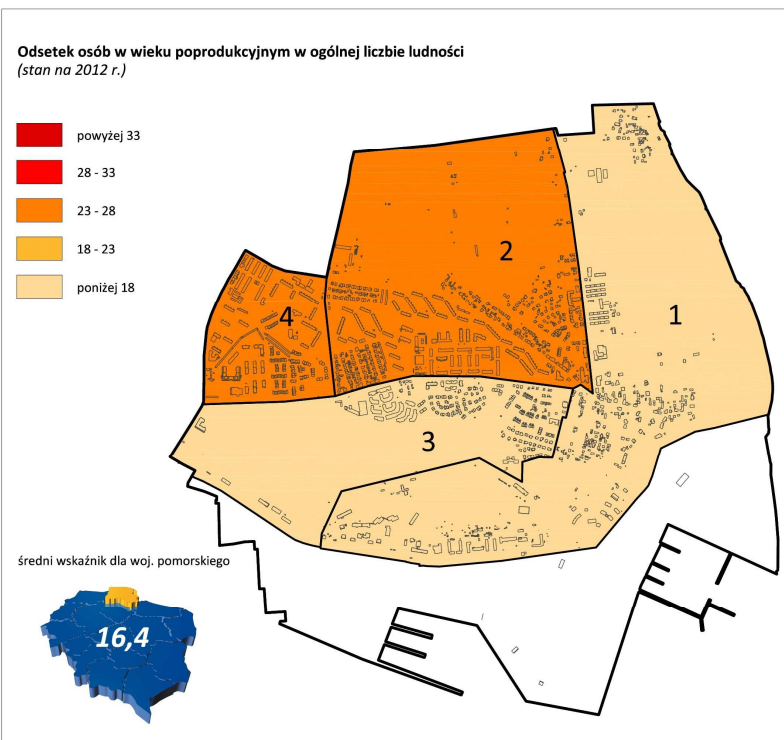 Odsetek osób w wieku poprodukcyjnym w ogólnej liczbie ludności
(stan na 2012 r.)
powyżej 33
28 - 33
23 - 28
18 - 23
poniżej 18
2
4
1
3
średni wskaźnik dla woj. pomorskiego
16,4